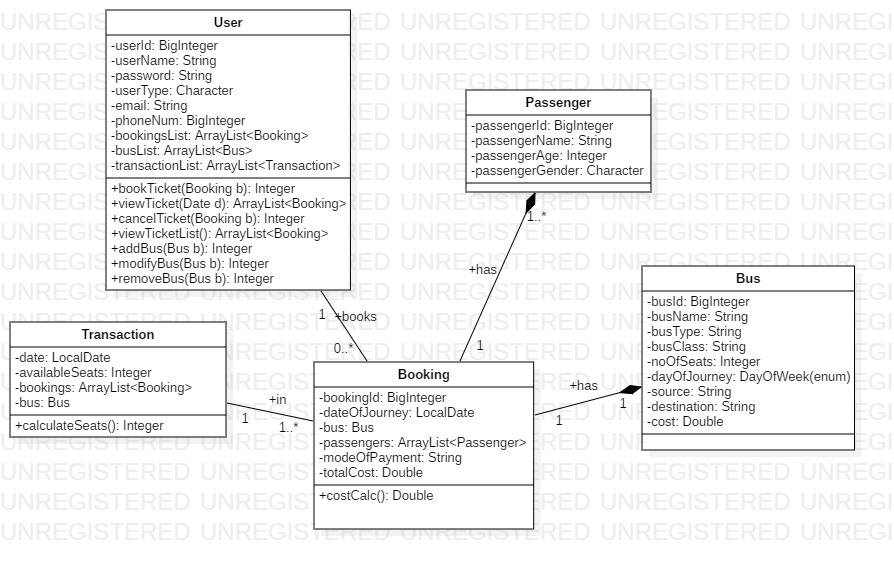 User
-userId: BigInteger
-userName: String
-password: String
-userType: Character
-email: String
-phoneNum: BigInteger
-bookingsList: ArrayList<Booking>
-busList: ArrayList<Bus>
-transactionList: ArrayList<Transaction>
+bookTicket(Booking b): Integer
+viewTicket(Date d): ArrayList<Booking>
+cancelTicket(Booking b): Integer
+viewTicketList(): ArrayList<Booking>
+addBus(Bus b): Integer
+modifyBus(Bus b): Integer
+removeBus(Bus b): Integer
Passenger
-passengerId: BigInteger
-passengerName: String
-passengerAge: Integer
-passengerGender: Character
1..*
+has
1
1
+books
0..*
Transaction
-date: LocalDate
-availableSeats: Integer
-bookings: ArrayList<Booking>
-bus: Bus
+calculateSeats(): Integer
+in
1
1..*
Booking
-bookingId: BigInteger
-dateOfJourney: LocalDate
-bus: Bus
-passengers: ArrayList<Passenger>
-modeOfPayment: String
-totalCost: Double
+costCalc(): Double
+has
1
1
Bus
-busId: BigInteger
-busName: String
-busType: String
-busClass: String
-noOfSeats: Integer
-dayOfJourney: DayOfWeek(enum)
-source: String
-destination: String
-cost: Double
UNREGISTERED UNREGISTERED UNREGISTERED UNREGISTERED